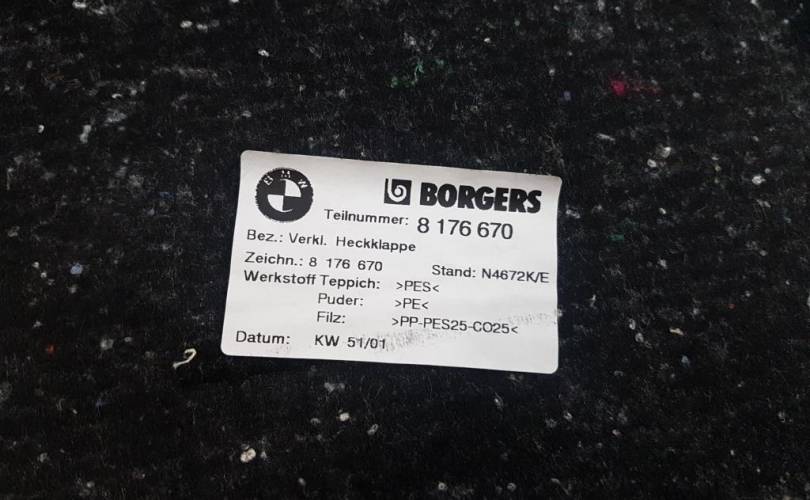 BMW
BORGERS
Teilnummer: 8 176 670
Bez.: Verkl. Heckklappe
Zeichn.: 8 176 670 Stand: N4672K/E
Werkstoff Teppich: >PES<
Puder: >PE<
Filz: >PP-PES25-CO25<
Datum: KW 51/01